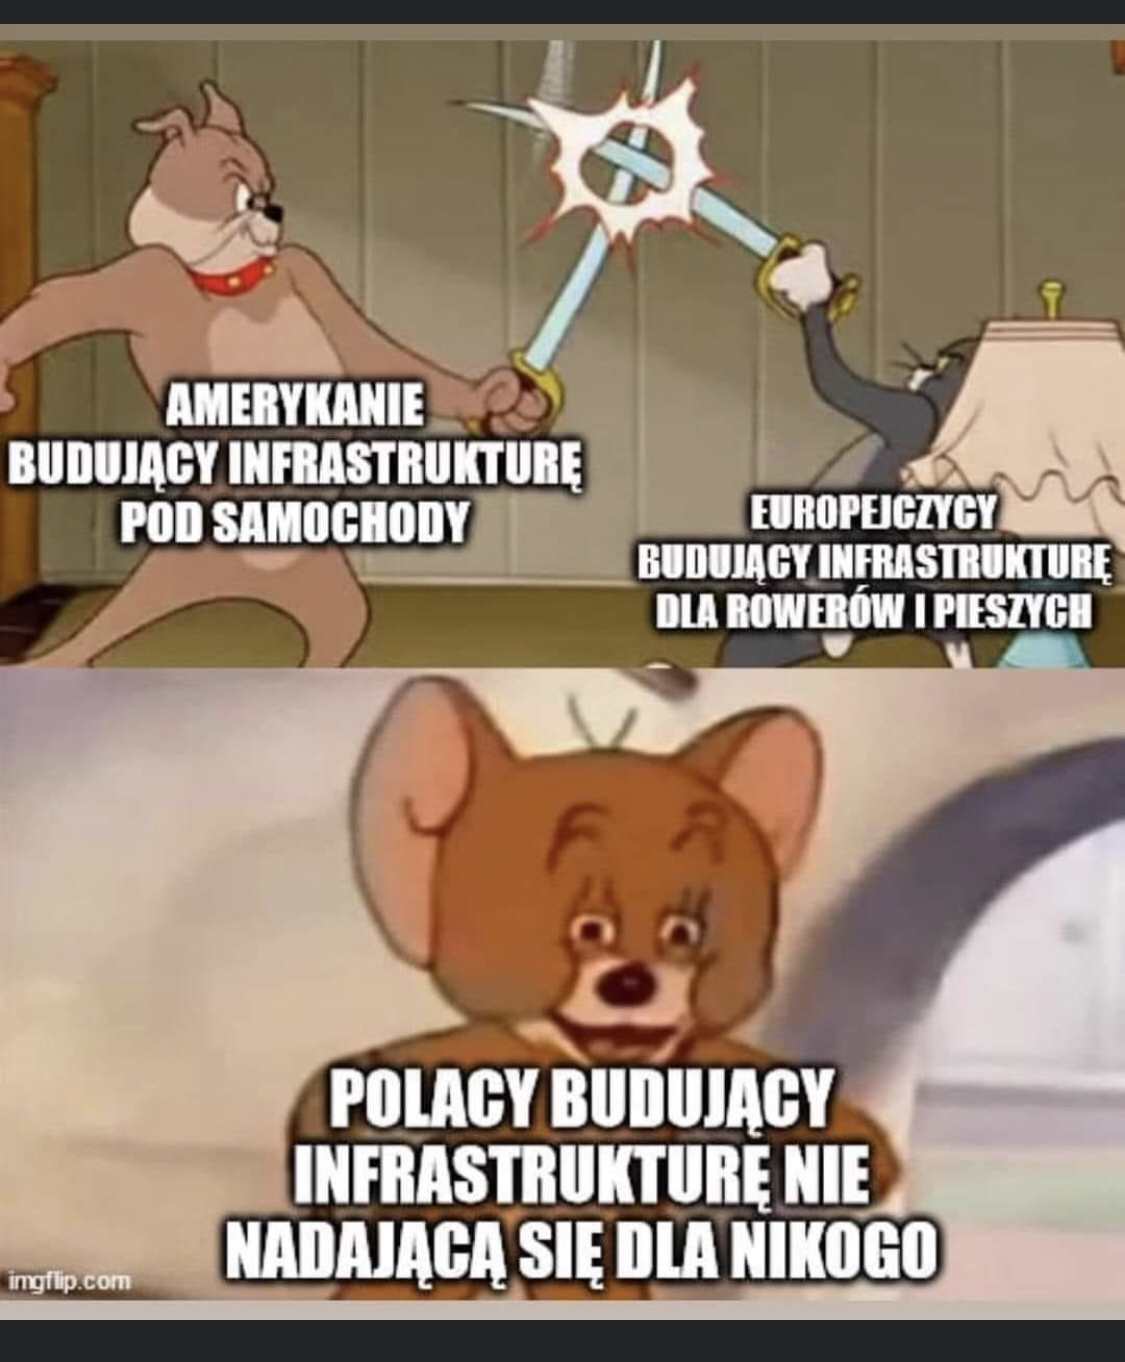 AMERYKANIE
BUDUJĄCY INFRASTRUKTURĘ
POD SAMOCHODY
EUROPEJCZYCY
BUDUJĄCY INFRASTRUKTURĘ
DLA ROWERÓW I PIESZYCH
POLACY BUDUJĄCY
INFRASTRUKTURĘ NIE
NADAJĄCĄ SIĘ DLA NIKOGO
imgflip.com